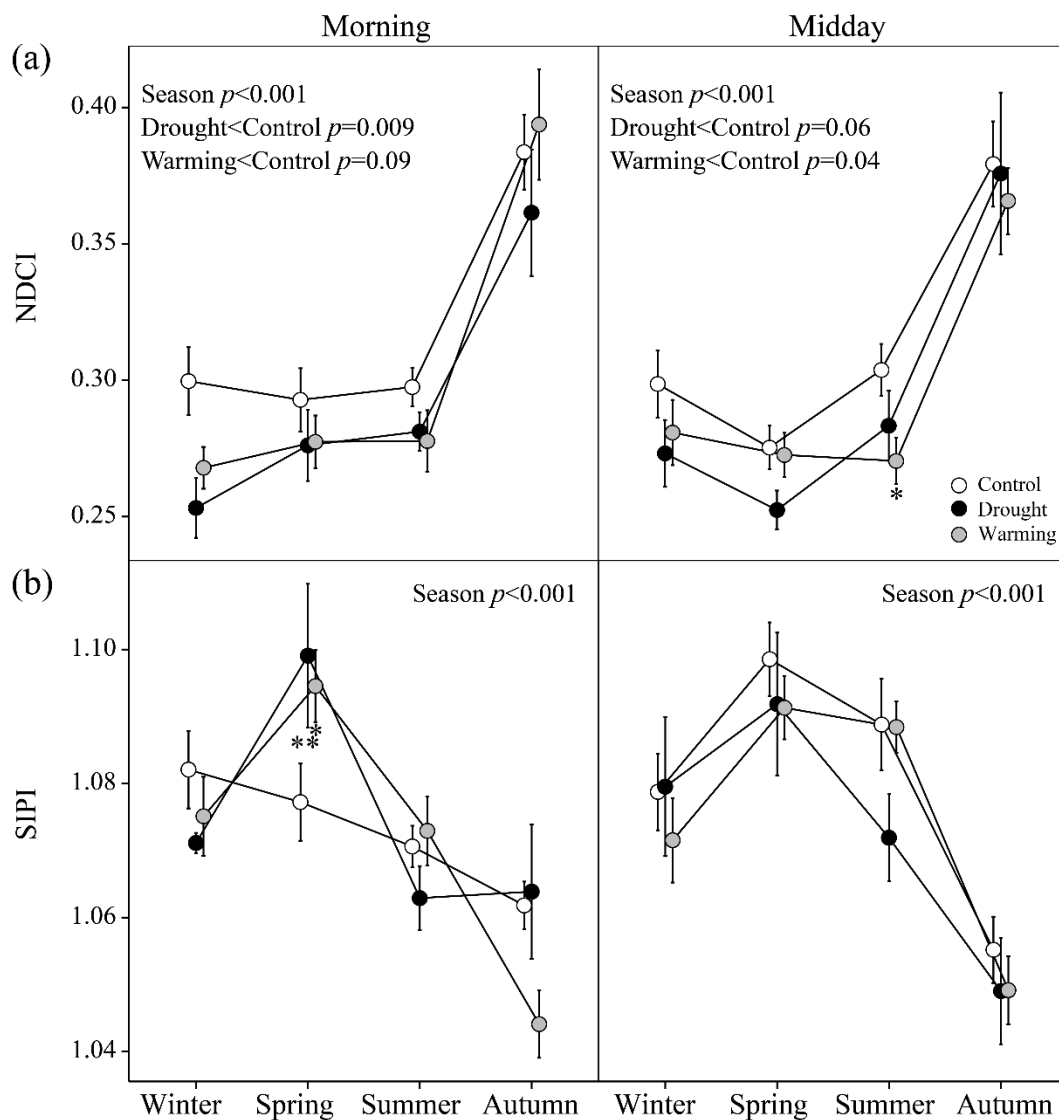 Morning
Midday
(a)
Season p<0.001
Drought<Control p=0.009
Warming<Control p=0.09
Season p<0.001
Drought<Control p=0.06
Warming<Control p=0.04
0.40
0.35
0.30
0.25
NDCI
*
Control
Drought
Warming
(b)
Season p<0.001
Season p<0.001
1.10
1.08
1.06
1.04
SIPI
*
**
Winter Spring Summer Autumn
Winter Spring Summer Autumn